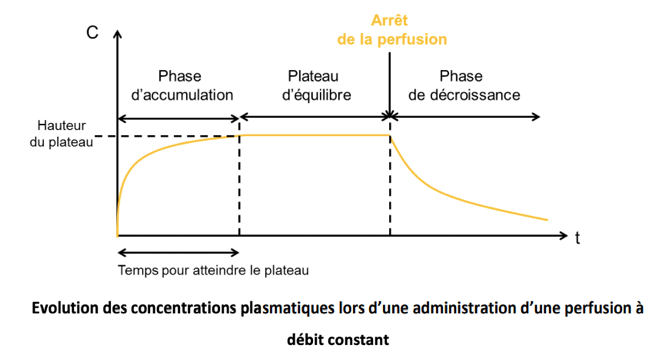 Arrêt
de la perfusion
C
Phase
d’accumulation
Plateau
d’équilibre
Phase
de décroissance
Hauteur
du plateau
t
Temps pour atteindre le plateau
Evolution des concentrations plasmatiques lors d’une administration d’une perfusion à
débit constant